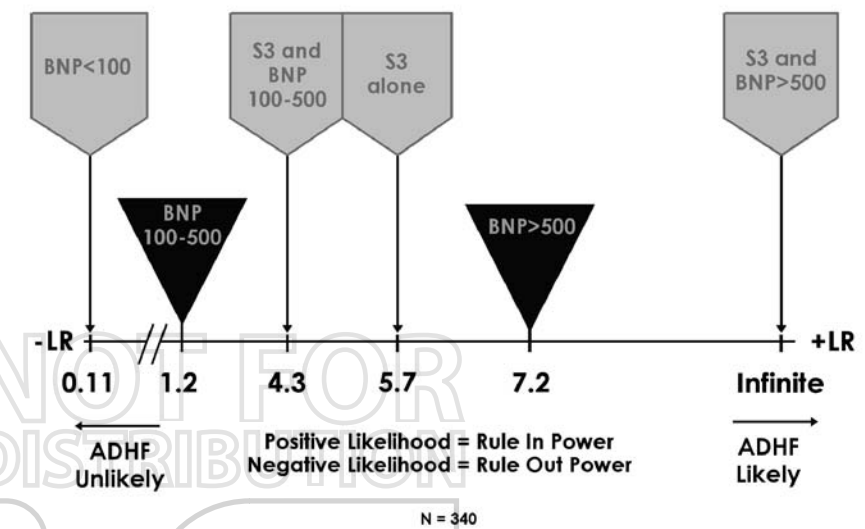 BNP<100
S3 and
BNP
100-500
S3
alone
S3 and
BNP>500
BNP
100-500
BNP>500
-LR
+LR
0.11
1.2
4.3
5.7
7.2
Infinite
ADHF
Unlikely
Positive Likelihood = Rule In Power
Negative Likelihood = Rule Out Power
ADHF
Likely
N = 340
NOT FOR
DISTRIBUTION